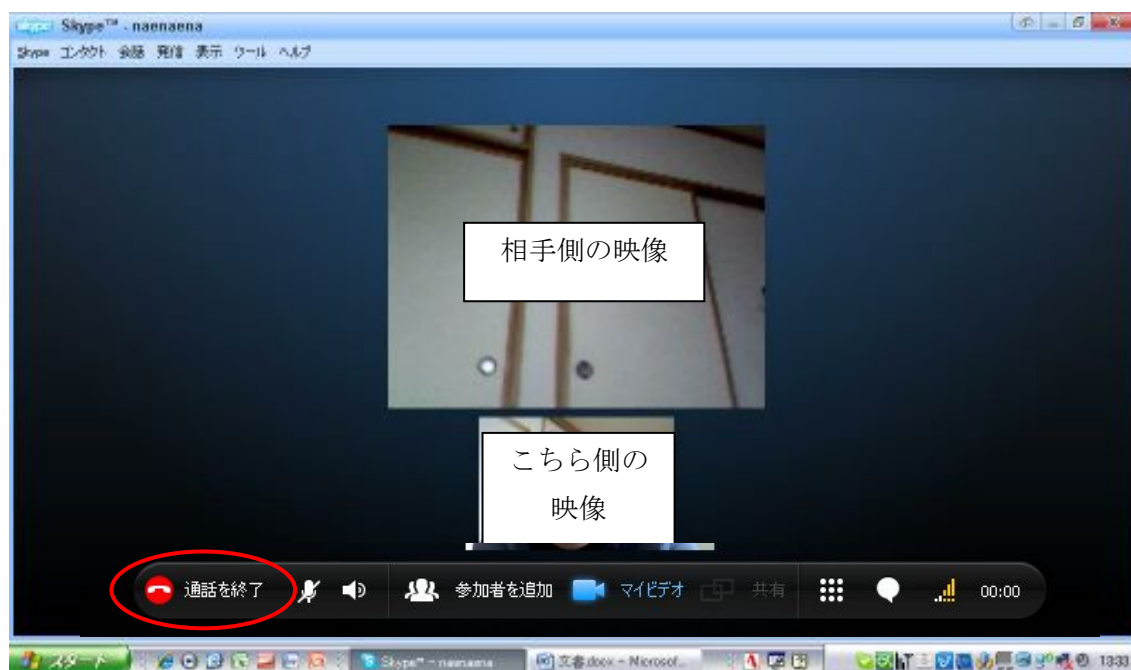 Skype™ - naenaena
Skype コンタクト 会話 発信 表示 ツール ヘルプ
相手側の映像
こちら側の
映像
通話を終了 参加者を追加 マイビデオ 共有 00:00
スタート Skype™ - naenaena 文書.docx - Microsof... 13:33